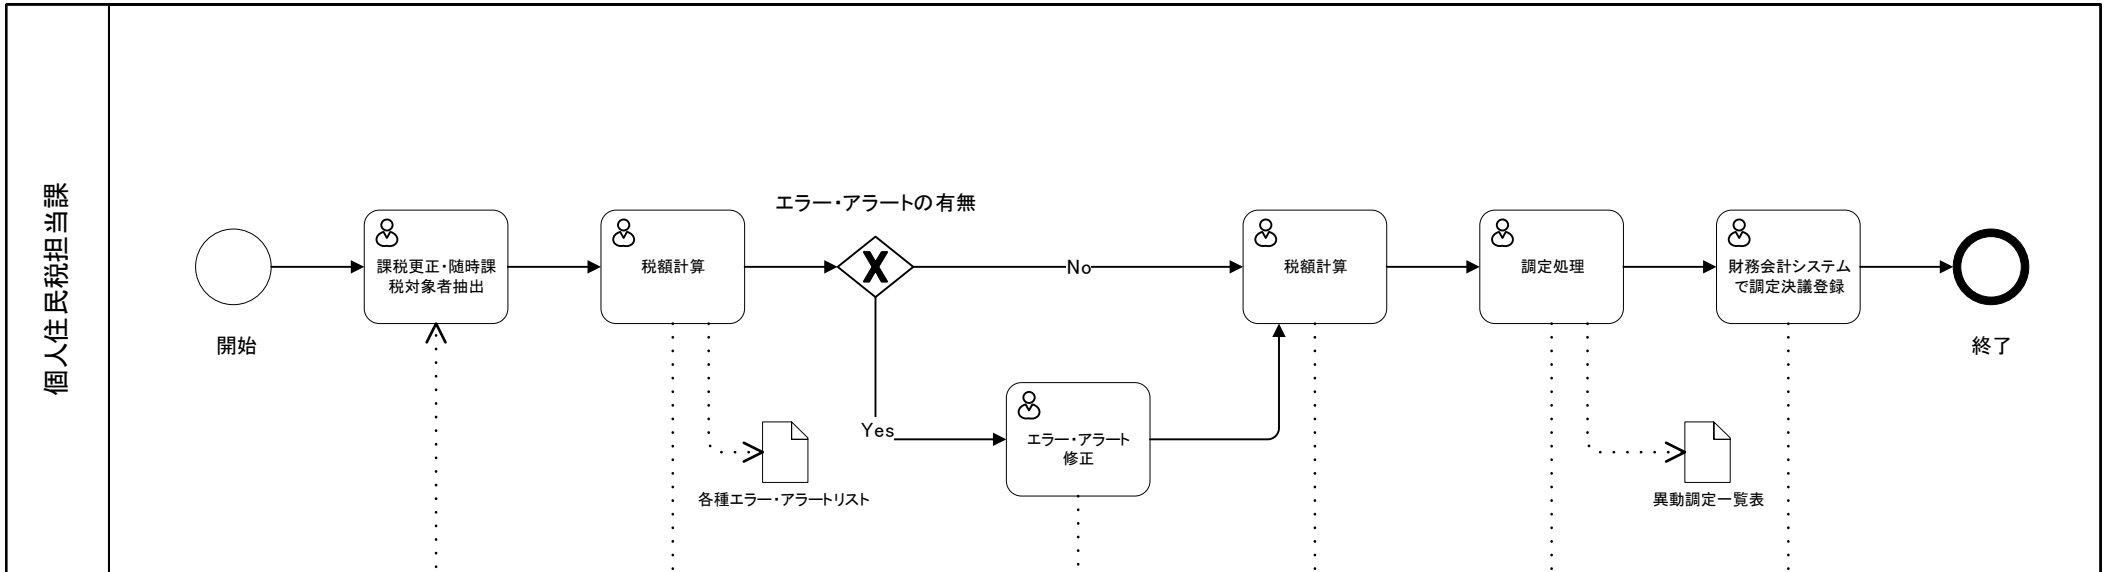 個人住民税担当課
エラー・アラートの有無
課税更正・随時課
税対象者抽出
税額計算
No
税額計算
調定処理
財務会計システム
で調定決議登録
開始
終了
Yes
エラー・アラート
修正
各種エラー・アラートリスト
異動調定一覧表